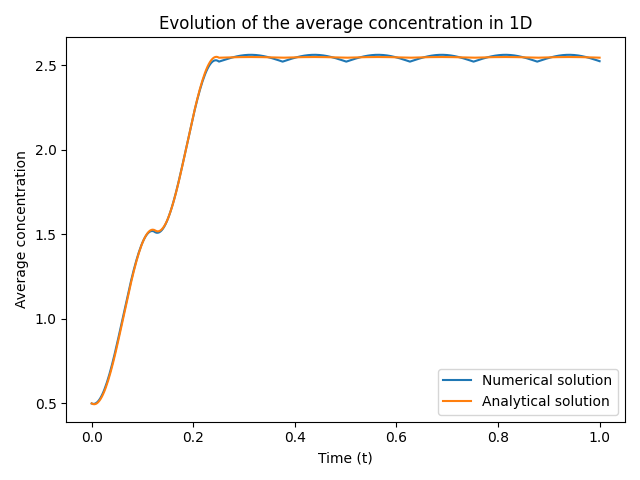 Evolution of the average concentration in 1D
Average concentration
2.5
2.0
1.5
1.0
0.5
0.0
0.2
0.4
0.6
0.8
1.0
Time (t)
Numerical solution
Analytical solution